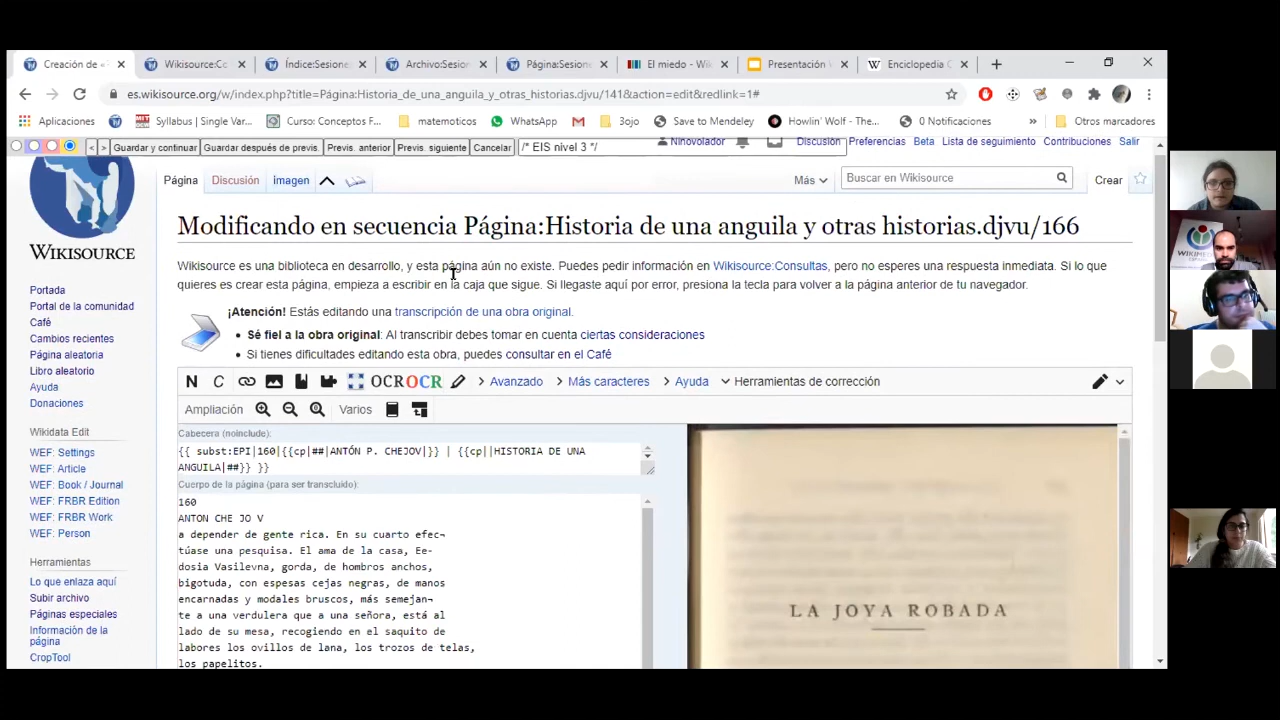 Creación de «
Wikisource:Co
Índice:Sesione
Archivo:Sesion
Página:Sesione
El miedo - Wik
Presentación
Enciclopedia C
es.wikisource.org/w/index.php?title=Página:Historia_de_una_anguila_y_otras_historias.djvu/141&action=edit&redlink=1#
Aplicaciones
Syllabus | Single Var...
Curso: Conceptos F...
matemoticos
WhatsApp
3ojo
Save to Mendeley
Howlin' Wolf - The...
0 Notificaciones
»
Otros marcadores
< > Guardar y continuar Guardar después de previs. Previs. anterior Previs. siguiente Cancelar /* EIS nivel 3 */
Ninovolador Discusión Preferencias Beta Lista de seguimiento Contribuciones Salir
Página Discusión Imagen Más Buscar en Wikisource Crear
WIKISOURCE
Modificando en secuencia Página:Historia de una anguila y otras historias.djvu/166
Wikisource es una biblioteca en desarrollo, y esta página aún no existe. Puedes pedir información en Wikisource:Consultas, pero no esperes una respuesta inmediata. Si lo que
quieres es crear esta página, empieza a escribir en la caja que sigue. Si llegaste aquí por error, presiona la tecla para volver a la página anterior de tu navegador.
¡Atención! Estás editando una transcripción de una obra original.
Sé fiel a la obra original: Al transcribir debes tomar en cuenta ciertas consideraciones
Si tienes dificultades editando esta obra, puedes consultar en el Café
Portada
Portal de la comunidad
Café
Cambios recientes
Página aleatoria
Libro aleatorio
Ayuda
Donaciones
Wikidata Edit
WEF: Settings
WEF: Article
WEF: Book / Journal
WEF: FRBR Edition
WEF: FRBR Work
WEF: Person
Herramientas
Lo que enlaza aquí
Subir archivo
Páginas especiales
Información de la
página
CropTool
N C OCR OCR Avanzado Más caracteres Ayuda Herramientas de corrección
Ampliación Varios
Cabecera (noinclude):
{{ subst:EPI|160|{{cp|##|ANTÓN P. CHEJOV|}} | {{cp||HISTORIA DE UNA
ANGUILA|##}} }}
Cuerpo de la página (para ser transcluido):
160
ANTON CHE JO V
a depender de gente rica. En su cuarto efec¬
túase una pesquisa. El ama de la casa, Ee-
dosia Vasilevna, gorda, de hombros anchos,
bigotuda, con espesas cejas negras, de manos
encarnadas y modales bruscos, más semejan¬
te a una verdulera que a una señora, está al
lado de su mesa, recogiendo en el saquito de
labores los ovillos de lana, los trozos de telas,
los papelitos.
LA JOYA ROBADA
WIKIMEDIA